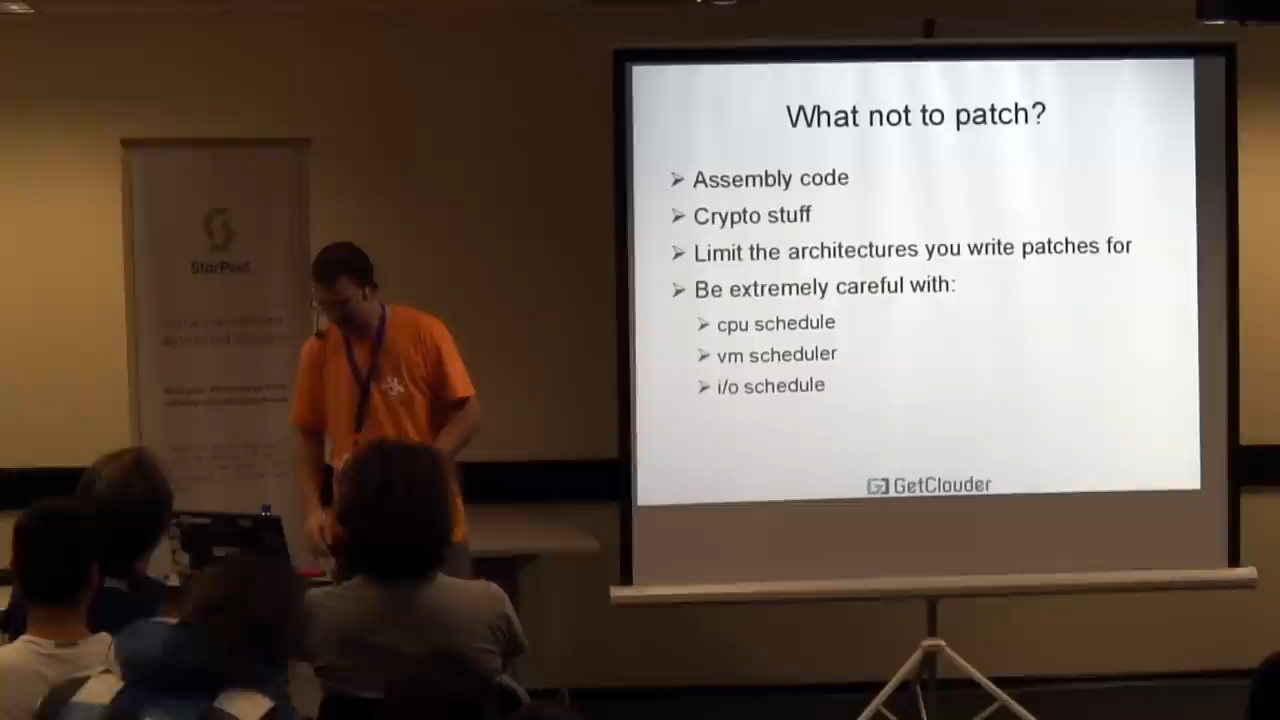 What not to patch?
➢ Assembly code
➢ Crypto stuff
➢ Limit the architectures you write patches for
➢ Be extremely careful with:
➢ cpu schedule
➢ vm scheduler
➢ i/o schedule
GetClouder
StorPool